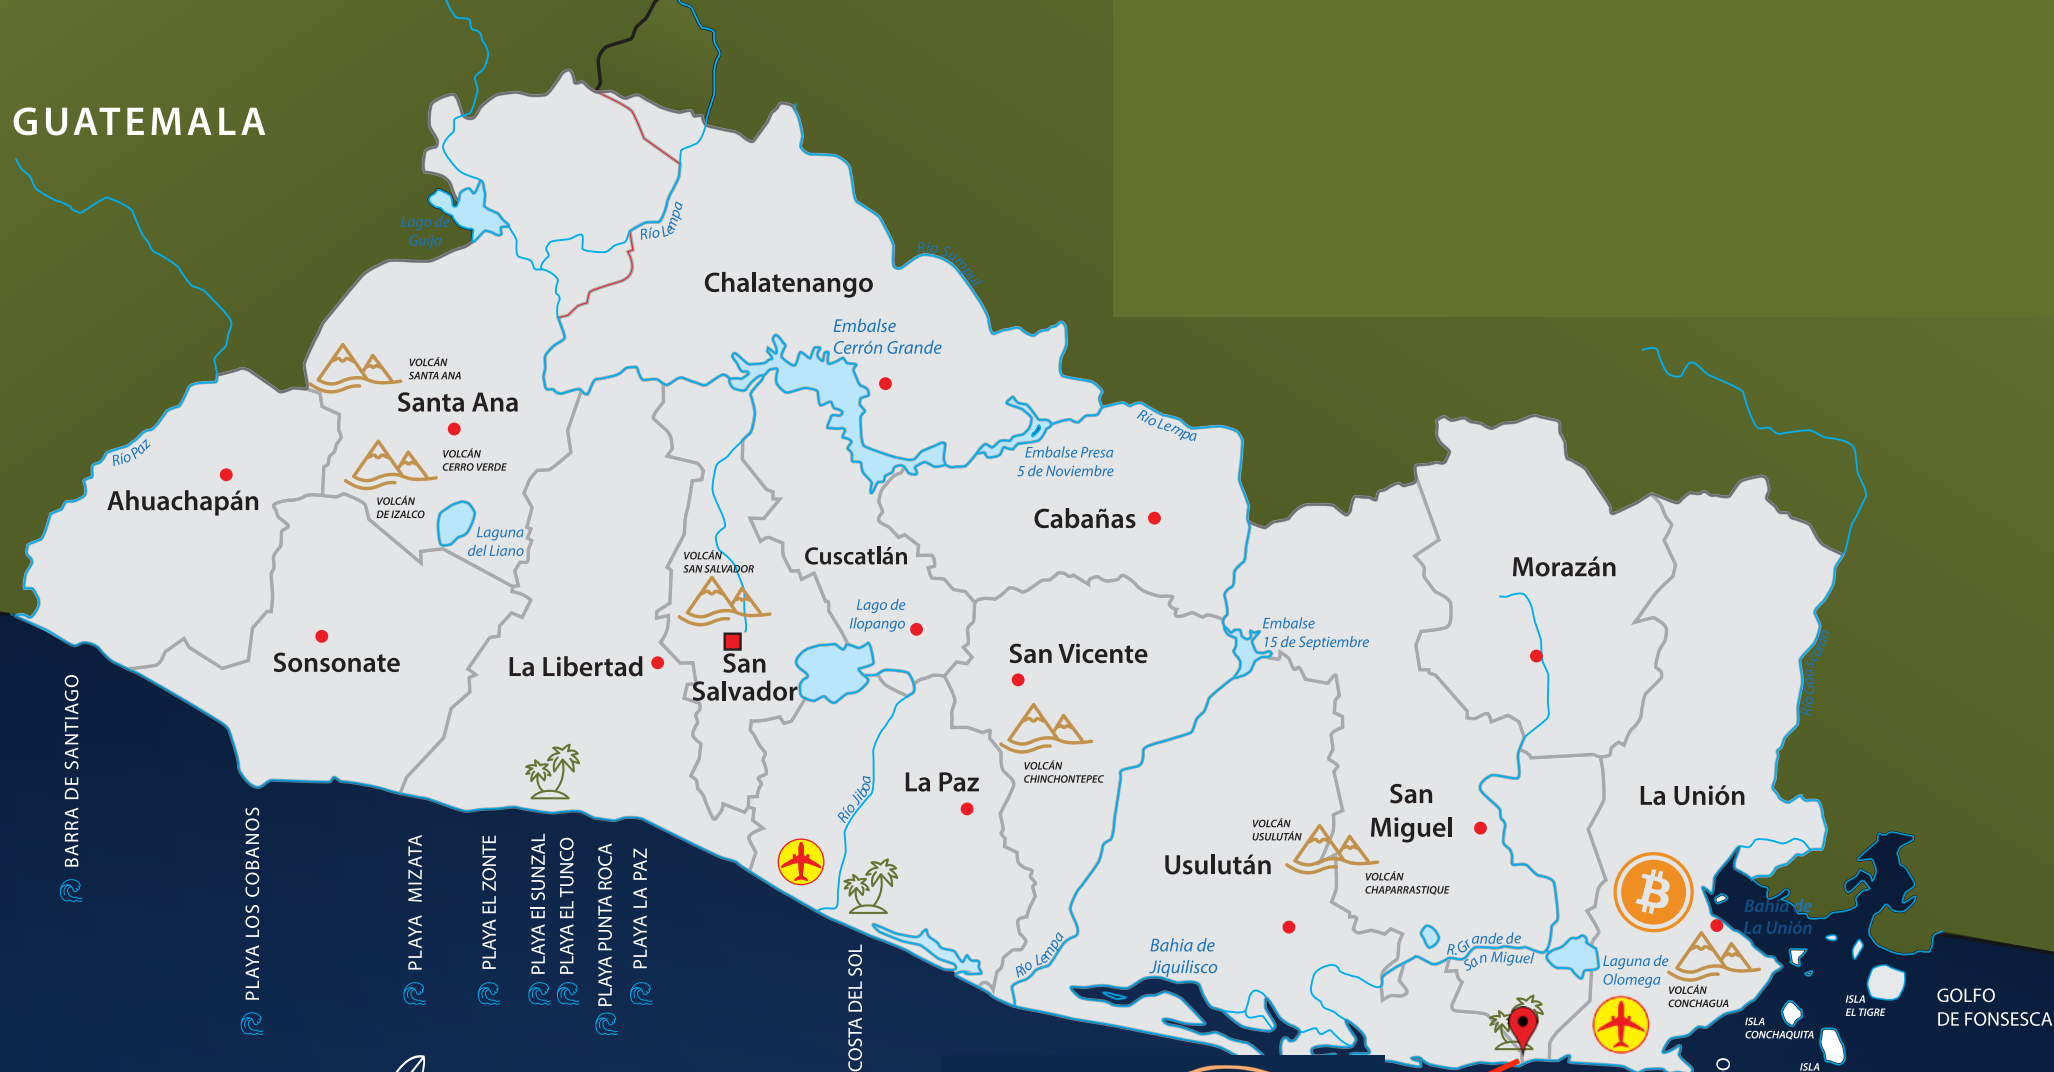 GUATEMALA
Lago de
Guija
Río Lempa
Río Sumpul
Chalatenango
Embalse
Cerrón Grande
VOLCÁN
SANTA ANA
Santa Ana
VOLCÁN
CERRO VERDE
Río Paz
Ahuachapán
VOLCÁN
DE IZALCO
Laguna
del Liano
Río Lempa
Embalse Presa
5 de Noviembre
Cabañas
VOLCÁN
SAN SALVADOR
Cuscatlán
Lago de
Ilopango
Morazán
Embalse
15 de Septiembre
Sonsonate
La Libertad
San
Salvador
San Vicente
VOLCÁN
CHINCHONTEPEC
La Paz
Río Jiboa
San
Miguel
La Unión
VOLCÁN
USULUTÁN
Usulután
VOLCÁN
CHAPARRASTIQUE
B
Bahia de
La Unión
R.Grande de
San Miguel
Laguna de
Olomega
VOLCÁN
CONCHAGUA
Bahia de
Jiquilisco
Río Lempa
BARRA DE SANTIAGO
PLAYA LOS COBANOS
PLAYA MIZATA
PLAYA EL ZONTE
PLAYA El SUNZAL
PLAYA EL TUNCO
PLAYA PUNTA ROCA
PLAYA LA PAZ
COSTA DEL SOL
ISLA
EL TIGRE
ISLA
CONCHAQUITA
ISLA
GOLFO
DE FONSESCA
O